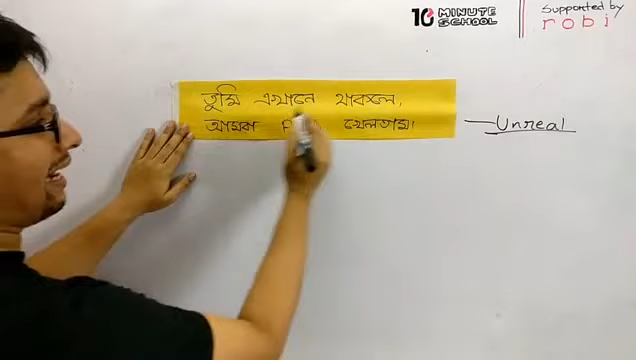 10 MINUTE SCHOOL
Supported by
robi
তুমি এখানে থাকলে,
আমরা খেলতাম।
— Unreal